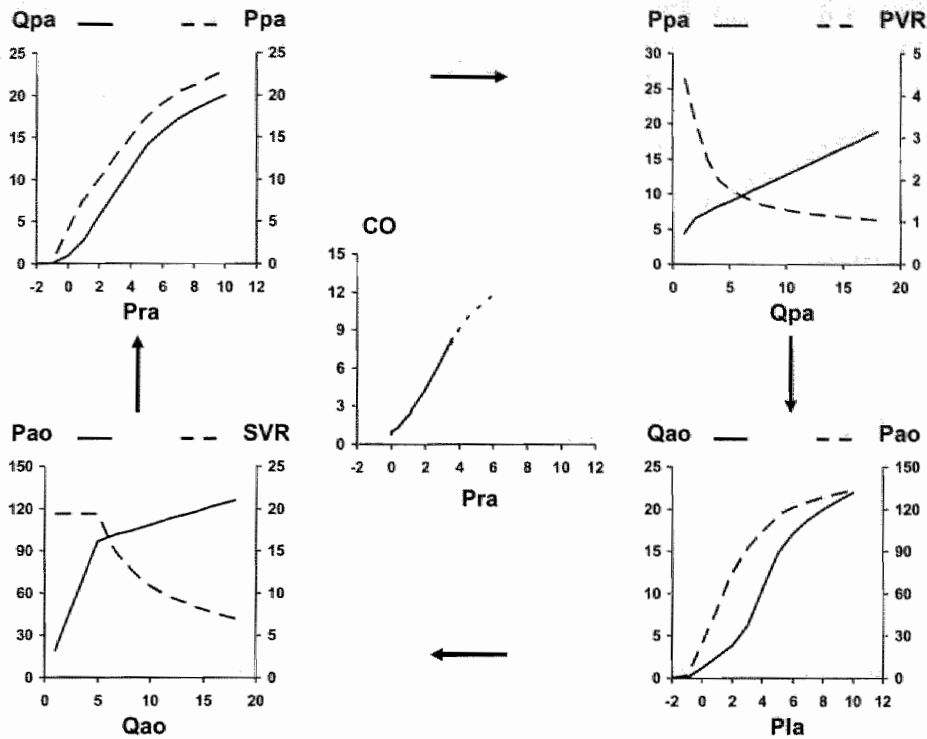 Qpa Ppa
25 25
20 20
15 15
10 10
5 5
0 0
-2 0 2 4 6 8 10 12
Pra
Ppa PVR
30 5
25 4
20 3
15 2
10 1
5 0
0
0 5 10 15 20
Qpa
CO
15
12
9
6
3
0
-2 0 2 4 6 8 10 12
Pra
Pao SVR
150 25
120 20
90 15
60 10
30 5
0 0
0 5 10 15 20
Qao
Qao Pao
25 150
20 120
15 90
10 60
5 30
0 0
-2 0 2 4 6 8 10 12
Pla